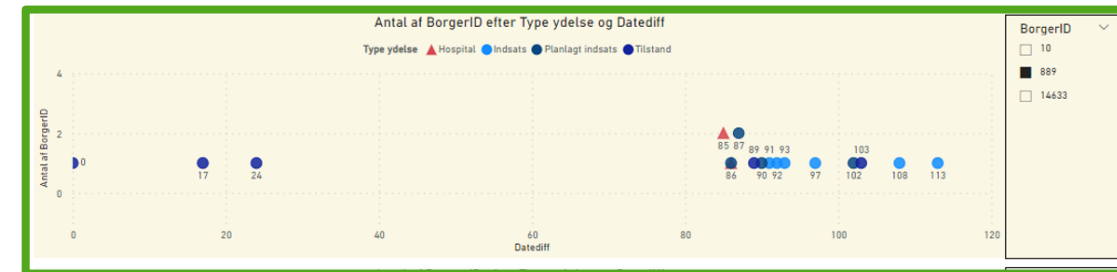 Antal af BorgerID efter Type ydelse og Datediff
Type ydelse Hospital Indsats Planlagt indsats Tilstand
Antal af BorgerID
4
2
0
0
17
24
85 87
86
89 91 93
90 92
97
103
102
108
113
0 20 40 60 80 100 120
Datediff
BorgerID
10
889
14633